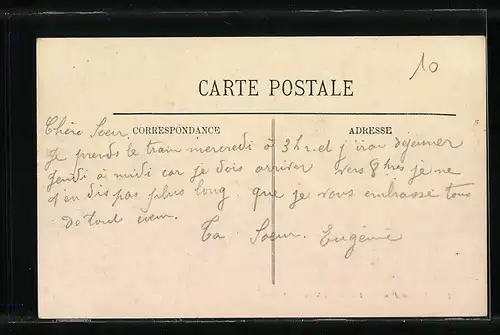 10
CARTE POSTALE
CORRESPONDANCE
ADRESSE
Chère Soeur
Je prends le train mercredi à 3 hr. et j'irai déjeuner
jeudi à midi car je dois arriver vers 8 hres je ne
t'en dis pas plus long que je vous embrasse tous
de tout coeur.
Ta Soeur Eugénie